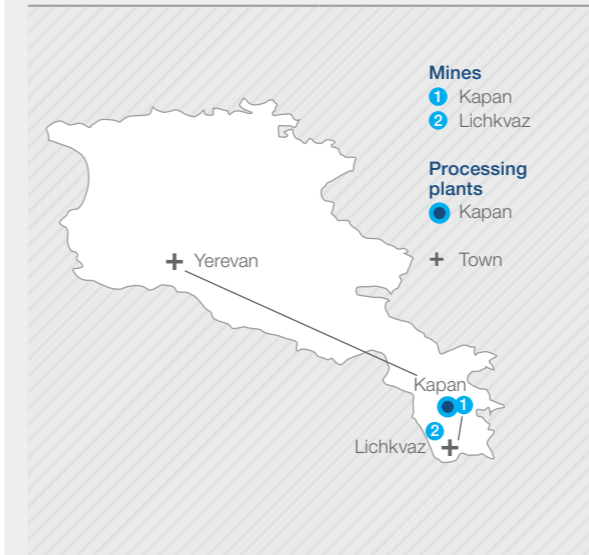 Mines
1 Kapan
2 Lichkvaz
Processing
plants
Kapan
+ Town
+ Yerevan
Kapan
1
2
Lichkvaz +